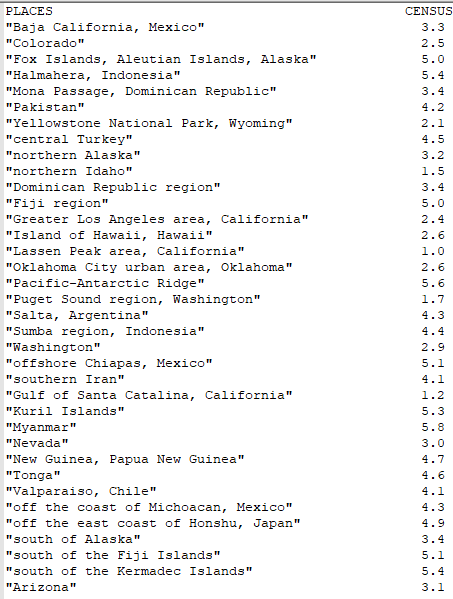 PLACES CENSUS
"Baja California, Mexico" 3.3
"Colorado" 2.5
"Fox Islands, Aleutian Islands, Alaska" 5.0
"Halmahera, Indonesia" 5.4
"Mona Passage, Dominican Republic" 3.4
"Pakistan" 4.2
"Yellowstone National Park, Wyoming" 2.1
"central Turkey" 4.5
"northern Alaska" 3.2
"northern Idaho" 1.5
"Dominican Republic region" 3.4
"Fiji region" 5.0
"Greater Los Angeles area, California" 2.4
"Island of Hawaii, Hawaii" 2.6
"Lassen Peak area, California" 1.0
"Oklahoma City urban area, Oklahoma" 2.6
"Pacific-Antarctic Ridge" 5.6
"Puget Sound region, Washington" 1.7
"Salta, Argentina" 4.3
"Sumba region, Indonesia" 4.4
"Washington" 2.9
"offshore Chiapas, Mexico" 5.1
"southern Iran" 4.1
"Gulf of Santa Catalina, California" 1.2
"Kuril Islands" 5.3
"Myanmar" 5.8
"Nevada" 3.0
"New Guinea, Papua New Guinea" 4.7
"Tonga" 4.6
"Valparaiso, Chile" 4.1
"off the coast of Michoacan, Mexico" 4.3
"off the east coast of Honshu, Japan" 4.9
"south of Alaska" 3.4
"south of the Fiji Islands" 5.1
"south of the Kermadec Islands" 5.4
"Arizona" 3.1